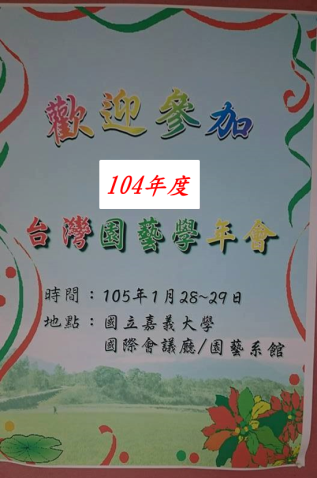 歡迎參加
104年度
台灣園藝學年會
時間：105年1月28~29日
地點：國立嘉義大學
國際會議廳/園藝系館